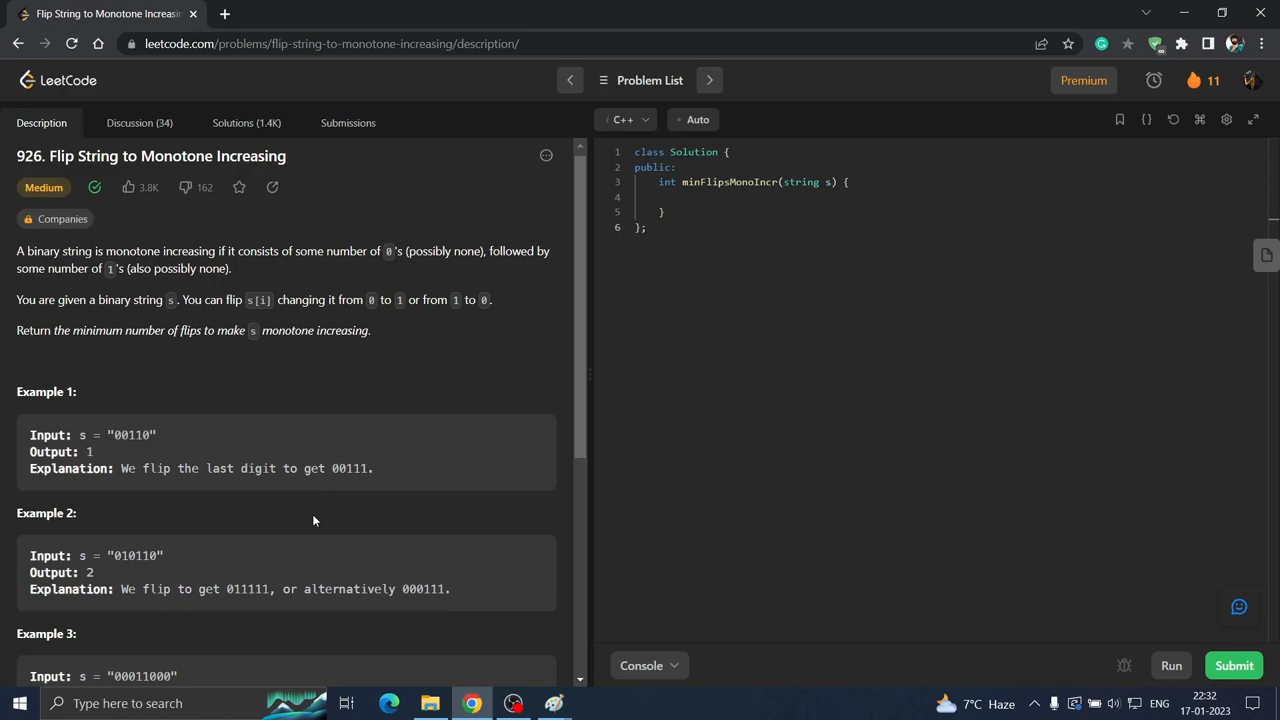 Flip String to Monotone Increasin
leetcode.com/problems/flip-string-to-monotone-increasing/description/
LeetCode
Problem List
Premium
11
Description
Discussion (34)
Solutions (1.4K)
Submissions
i C++
Auto
926. Flip String to Monotone Increasing
Medium
3.8K
162
Companies
A binary string is monotone increasing if it consists of some number of 0's (possibly none), followed by
some number of 1's (also possibly none).
You are given a binary string s. You can flip s[i] changing it from 0 to 1 or from 1 to 0.
Return the minimum number of flips to make s monotone increasing.
Example 1:
Input: s = "00110"
Output: 1
Explanation: We flip the last digit to get 00111.
Example 2:
Input: s = "010110"
Output: 2
Explanation: We flip to get 011111, or alternatively 000111.
Example 3:
Input: s = "00011000"
1 class Solution {
2 public:
3 int minFlipsMonoIncr(string s) {
4
5 }
6 };
Console
Run
Submit
Type here to search
7°C Haze
ENG
22:32
17-01-2023